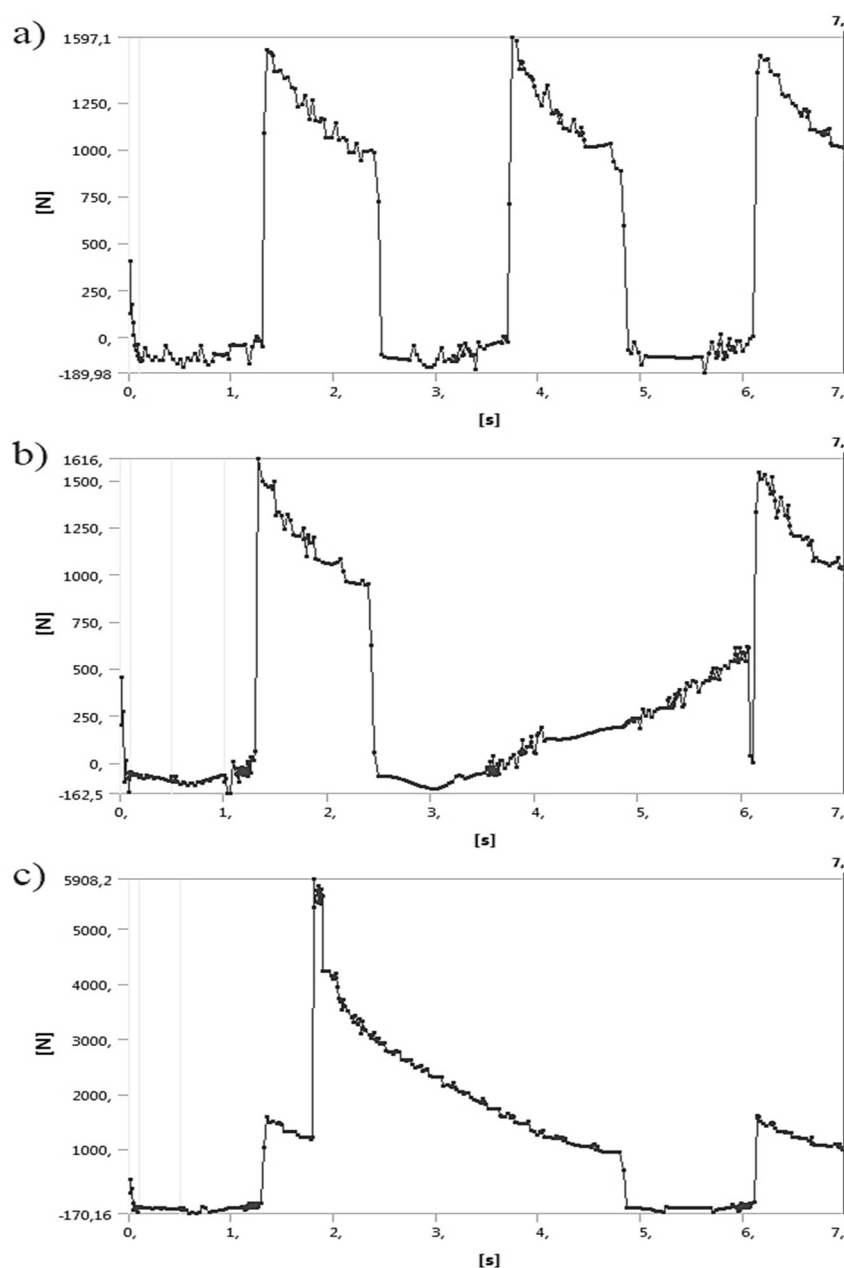 a)
7,
1597,1
1250,
1000,
750,
500,
250,
0,
-189,98
[N]
0, 1, 2, 3, 4, 5, 6, 7,
[s]
b)
7,
1616,
1500,
1250,
1000,
750,
500,
250,
0,
-162,5
[N]
0, 1, 2, 3, 4, 5, 6, 7,
[s]
c)
7,
5908,2
5000,
4000,
3000,
2000,
1000,
-170,16
[N]
0, 1, 2, 3, 4, 5, 6, 7,
[s]